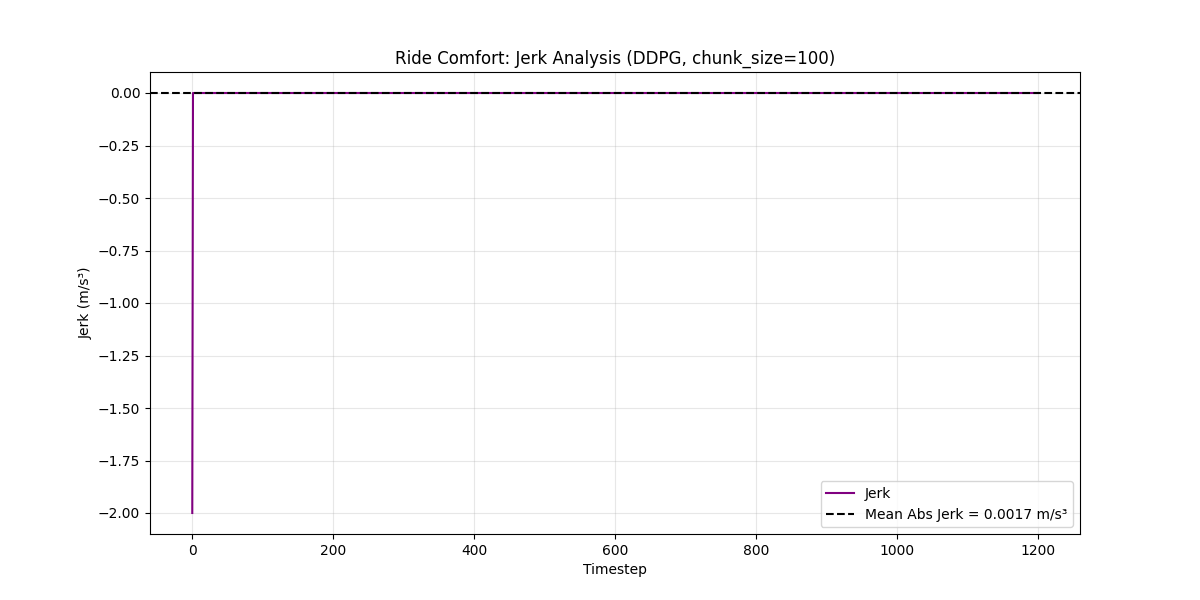 Ride Comfort: Jerk Analysis (DDPG, chunk_size=100)
0.00
−0.25
−0.50
−0.75
−1.00
−1.25
−1.50
−1.75
−2.00
Jerk (m/s³)
Jerk
Mean Abs Jerk = 0.0017 m/s³
0 200 400 600 800 1000 1200
Timestep